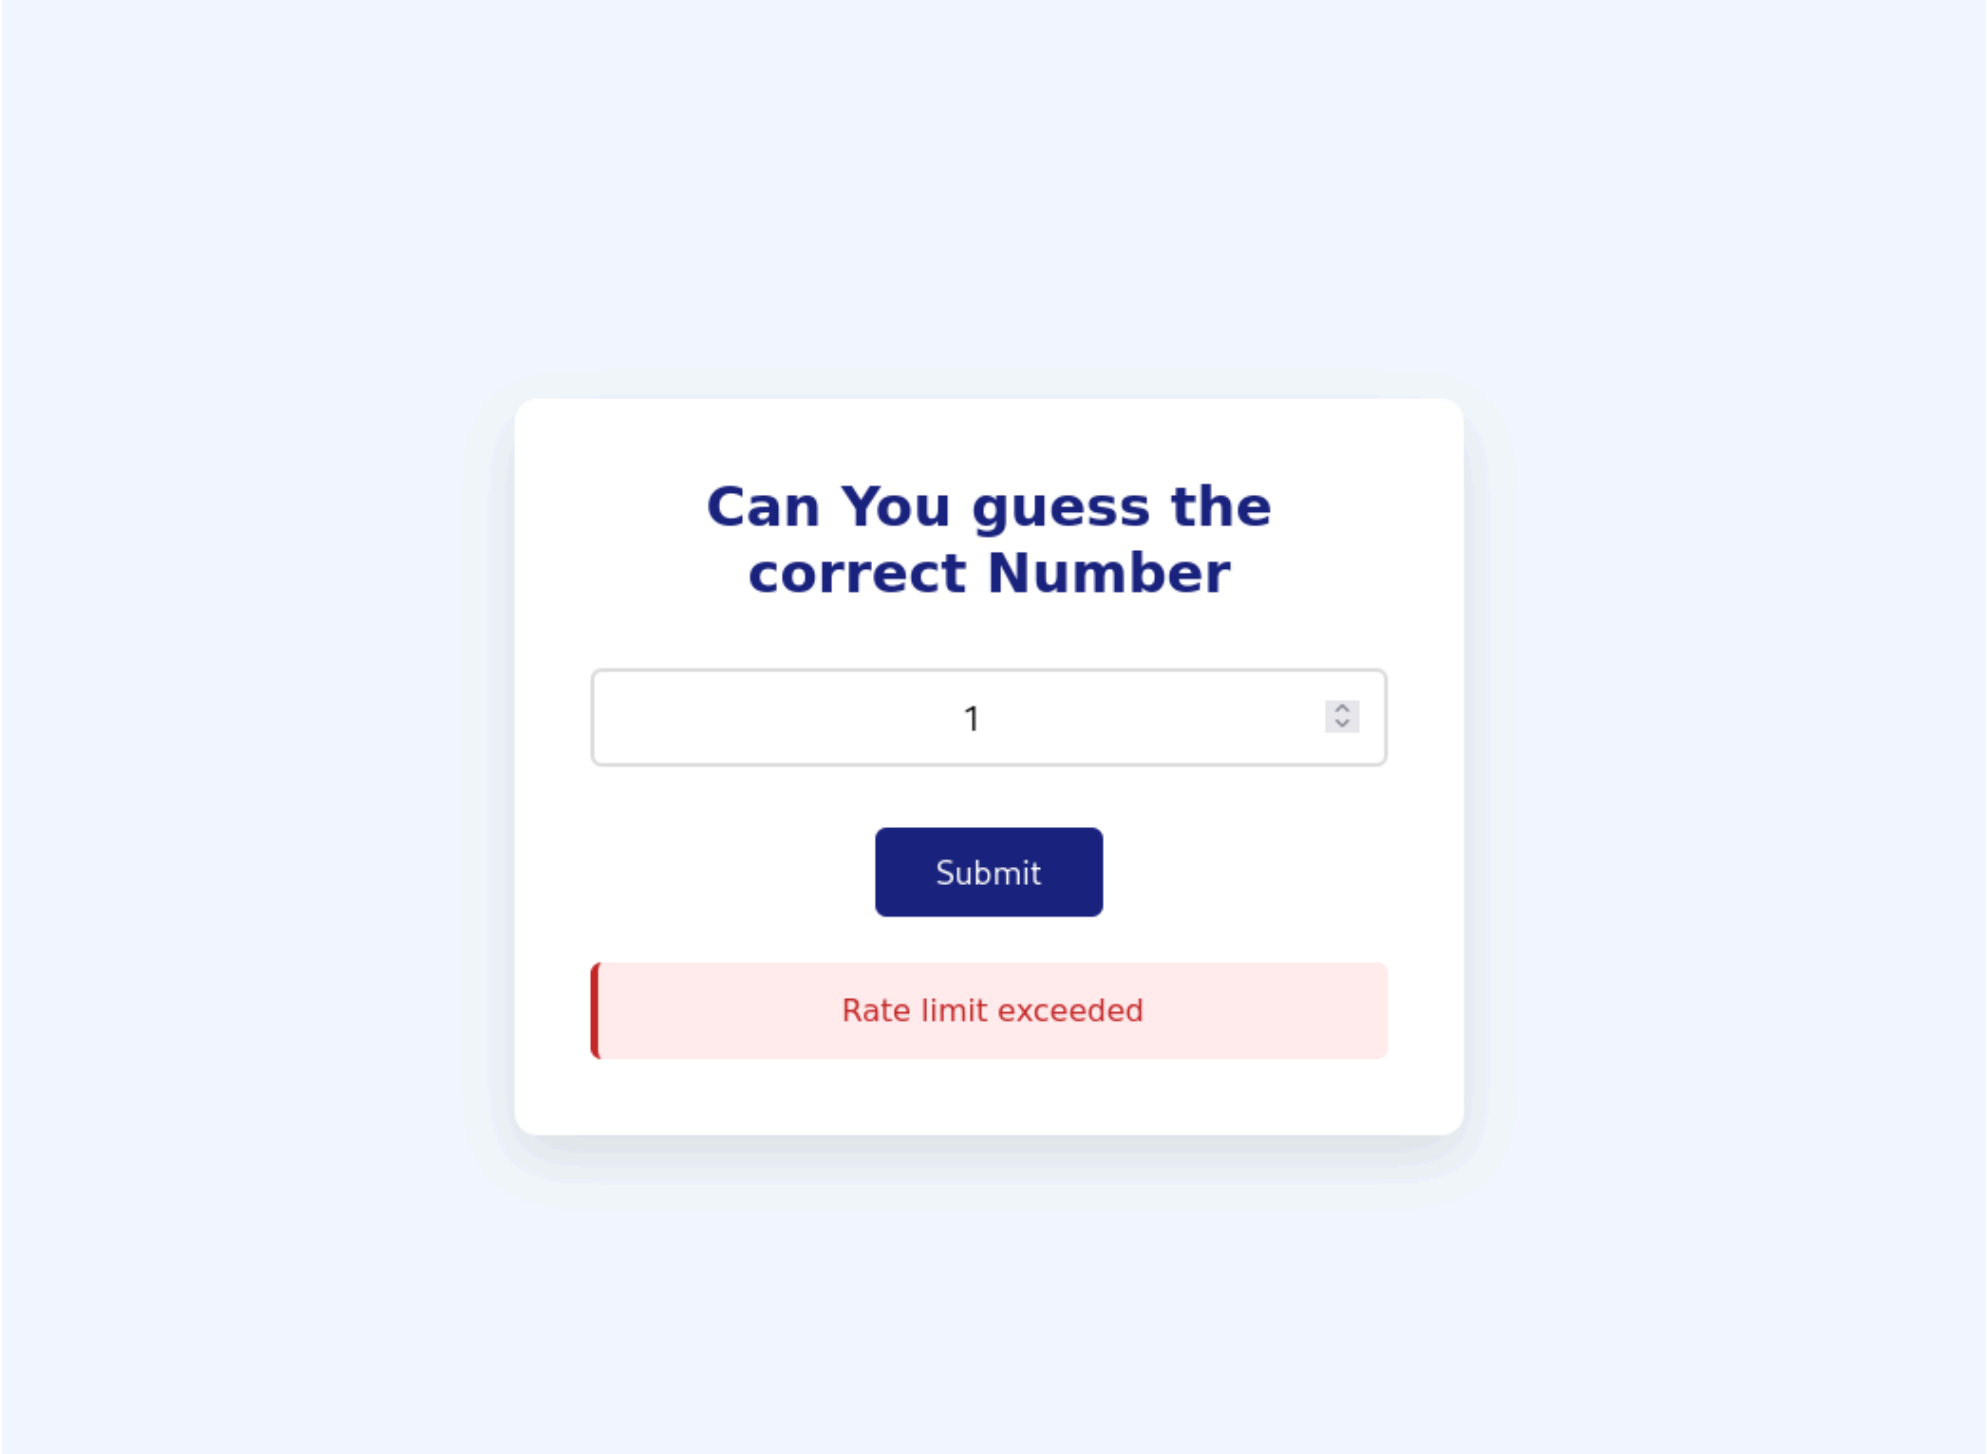 Can You guess the
correct Number
1
Submit
Rate limit exceeded